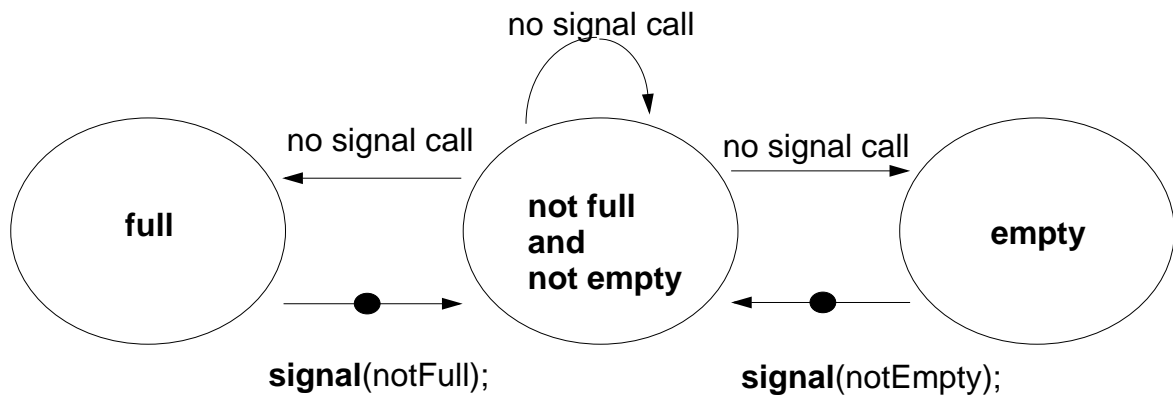 no signal call
no signal call
no signal call
full
not full
and
not empty
empty
signal(notFull);
signal(notEmpty);